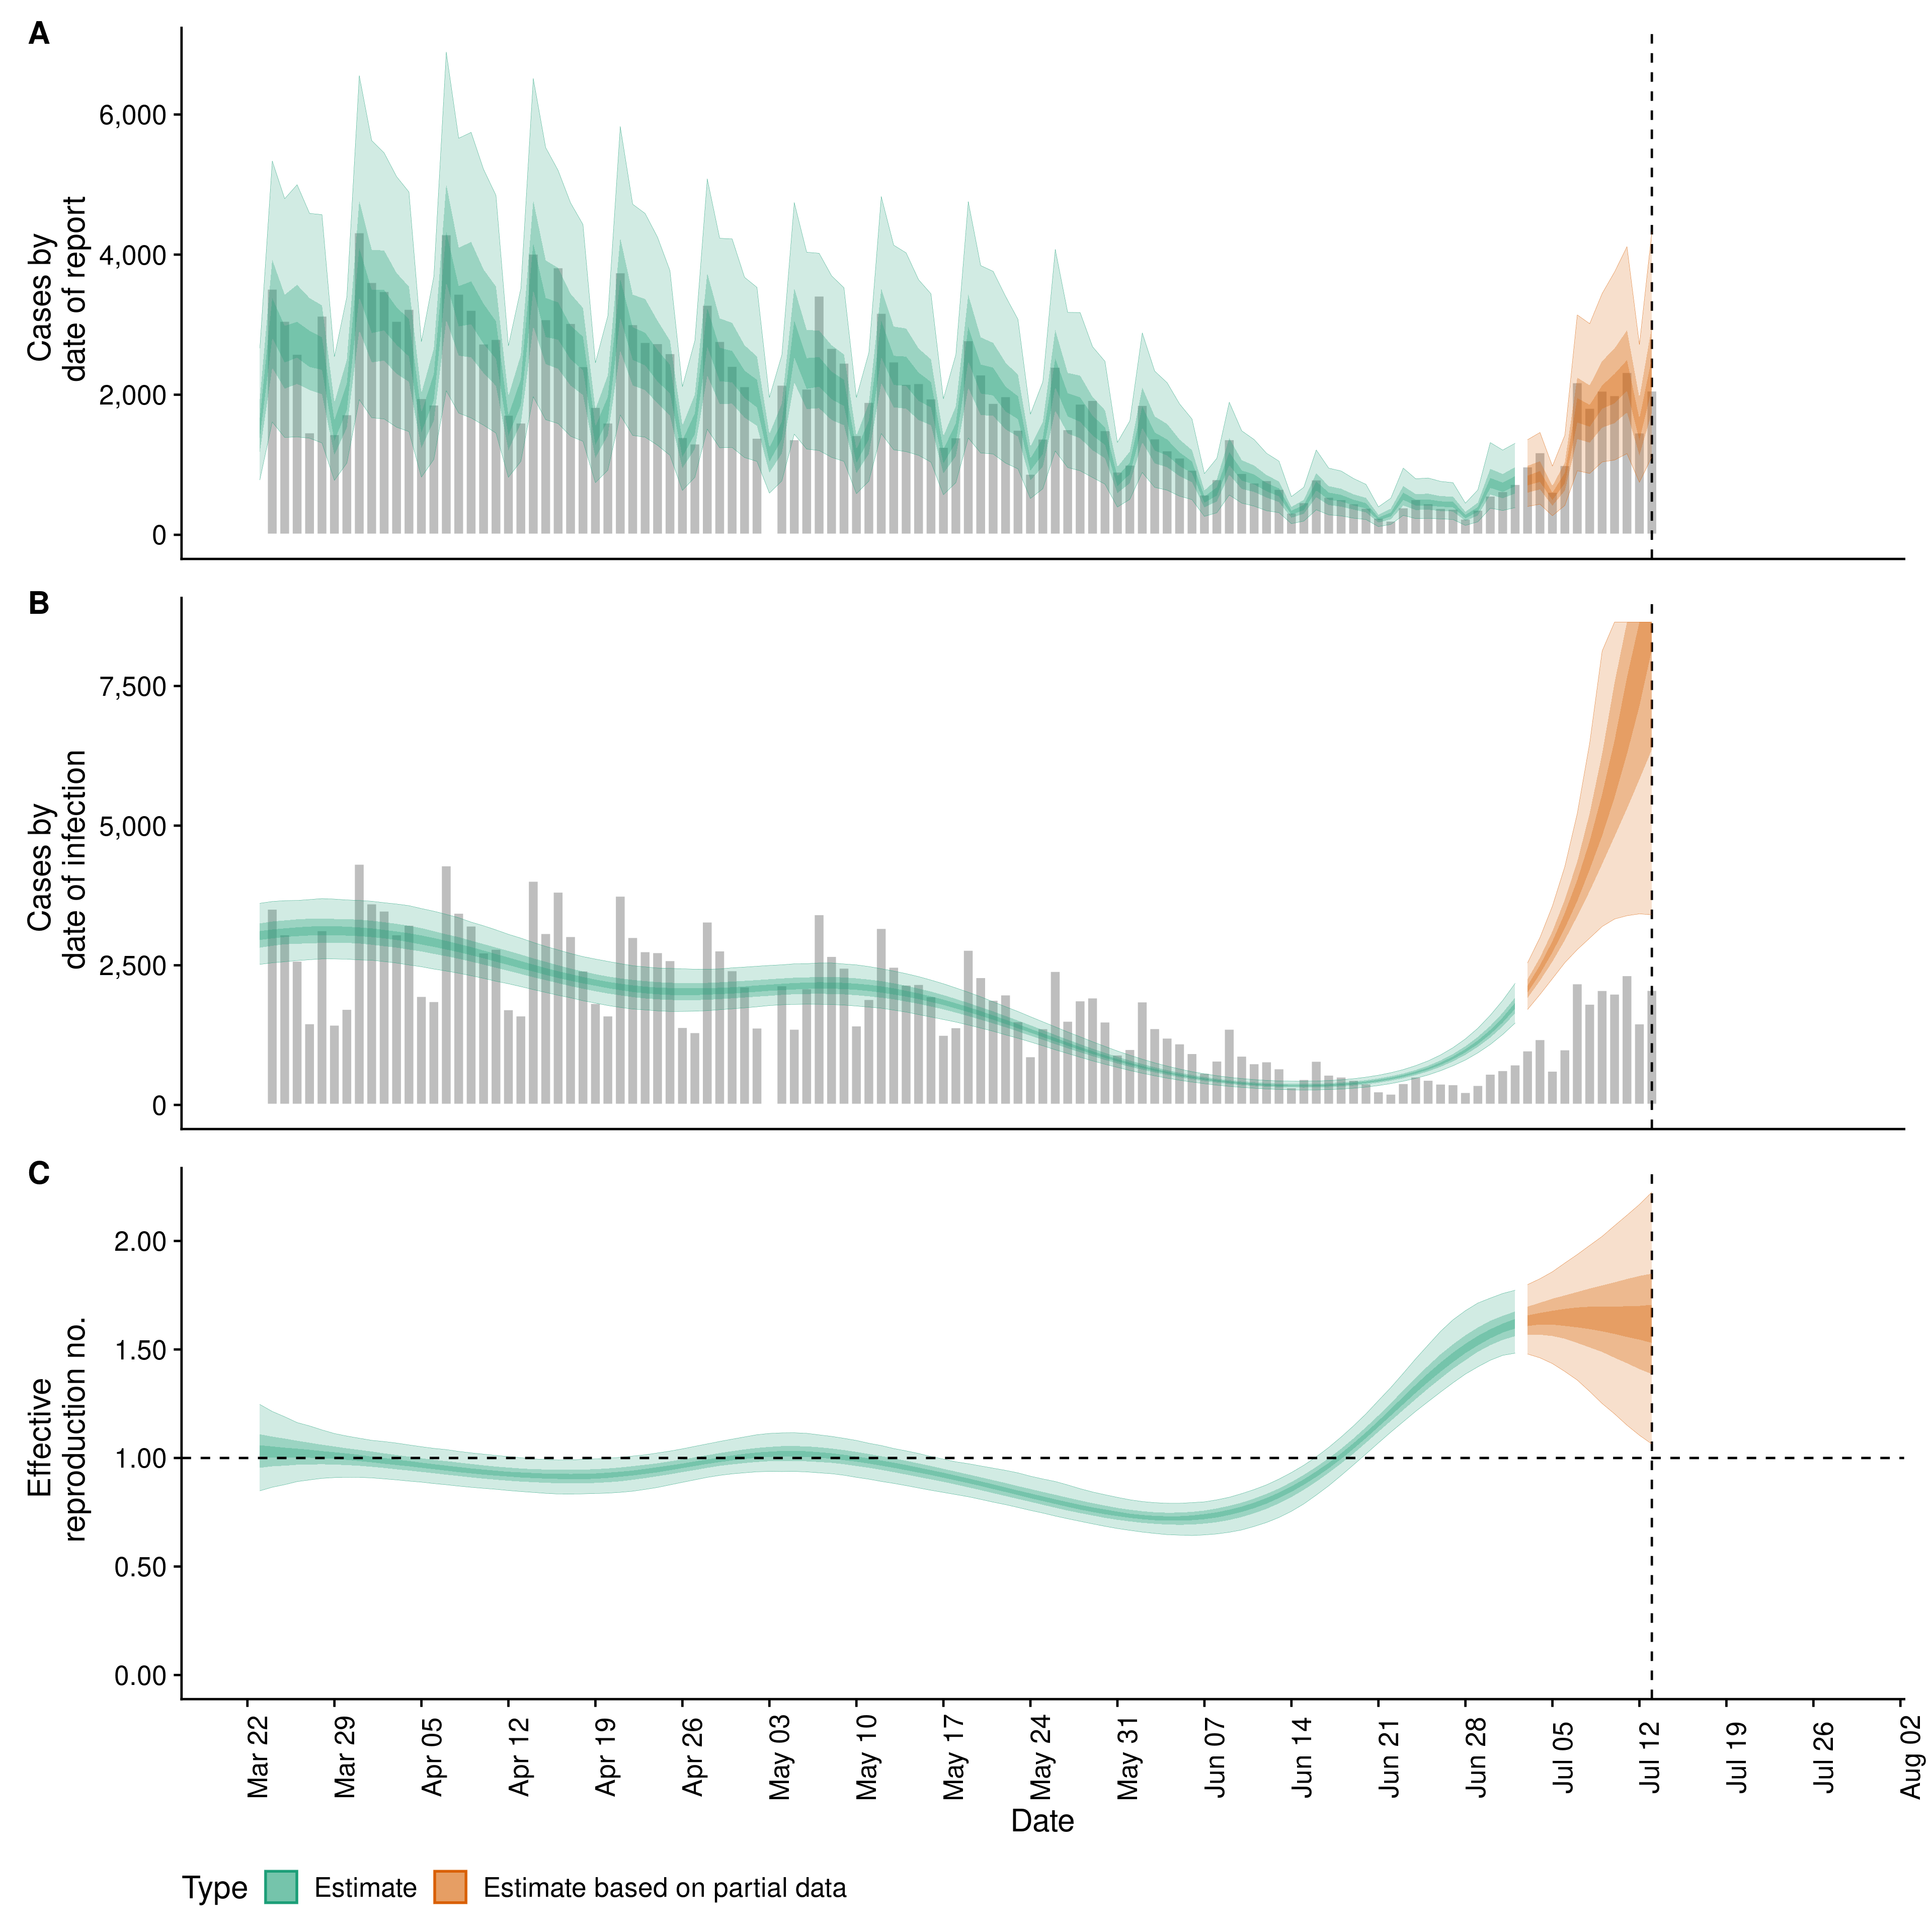 A
6,000
4,000
2,000
0
Cases by
date of report
B
7,500
5,000
2,500
0
Cases by
date of infection
C
2.00
1.50
1.00
0.50
0.00
Effective
reproduction no.
Mar 22
Mar 29
Apr 05
Apr 12
Apr 19
Apr 26
May 03
May 10
May 17
May 24
May 31
Jun 07
Jun 14
Jun 21
Jun 28
Jul 05
Jul 12
Jul 19
Jul 26
Aug 02
Date
Type Estimate Estimate based on partial data